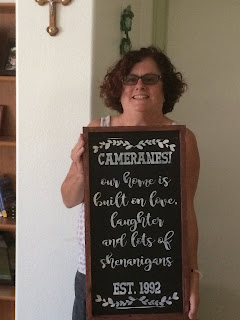 CAMERANESI
our home is
built on love,
laughter
and lots of
shenanigans
EST. 1992